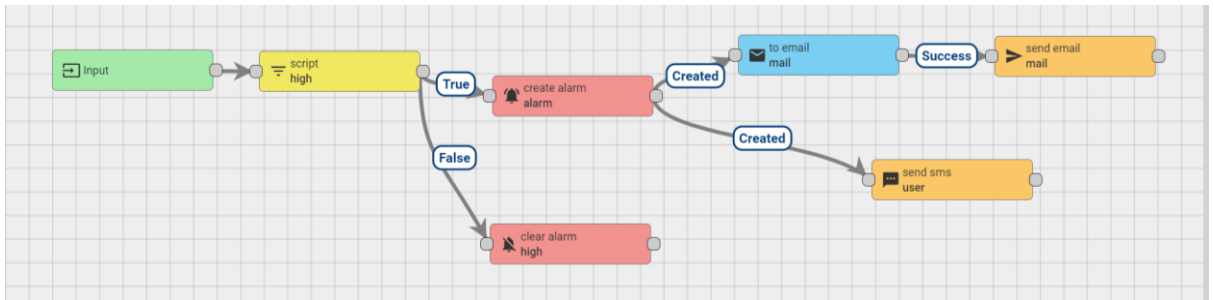 Input
script
high
True
False
create alarm
alarm
clear alarm
high
Created
Created
to email
mail
Success
send email
mail
send sms
user